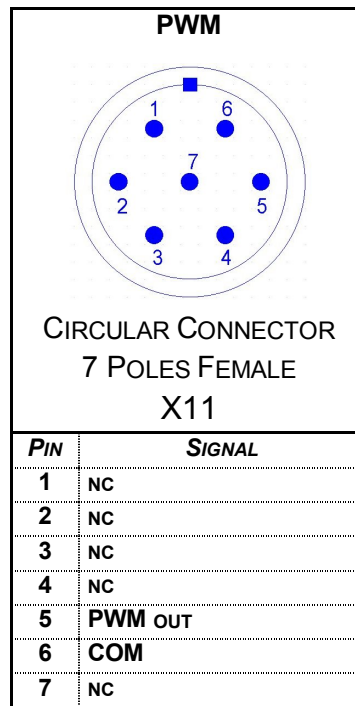 PWM
1 6
7
2 5
3 4
CIRCULAR CONNECTOR
7 POLES FEMALE
X11
PIN SIGNAL
1 NC
2 NC
3 NC
4 NC
5 PWM OUT
6 COM
7 NC